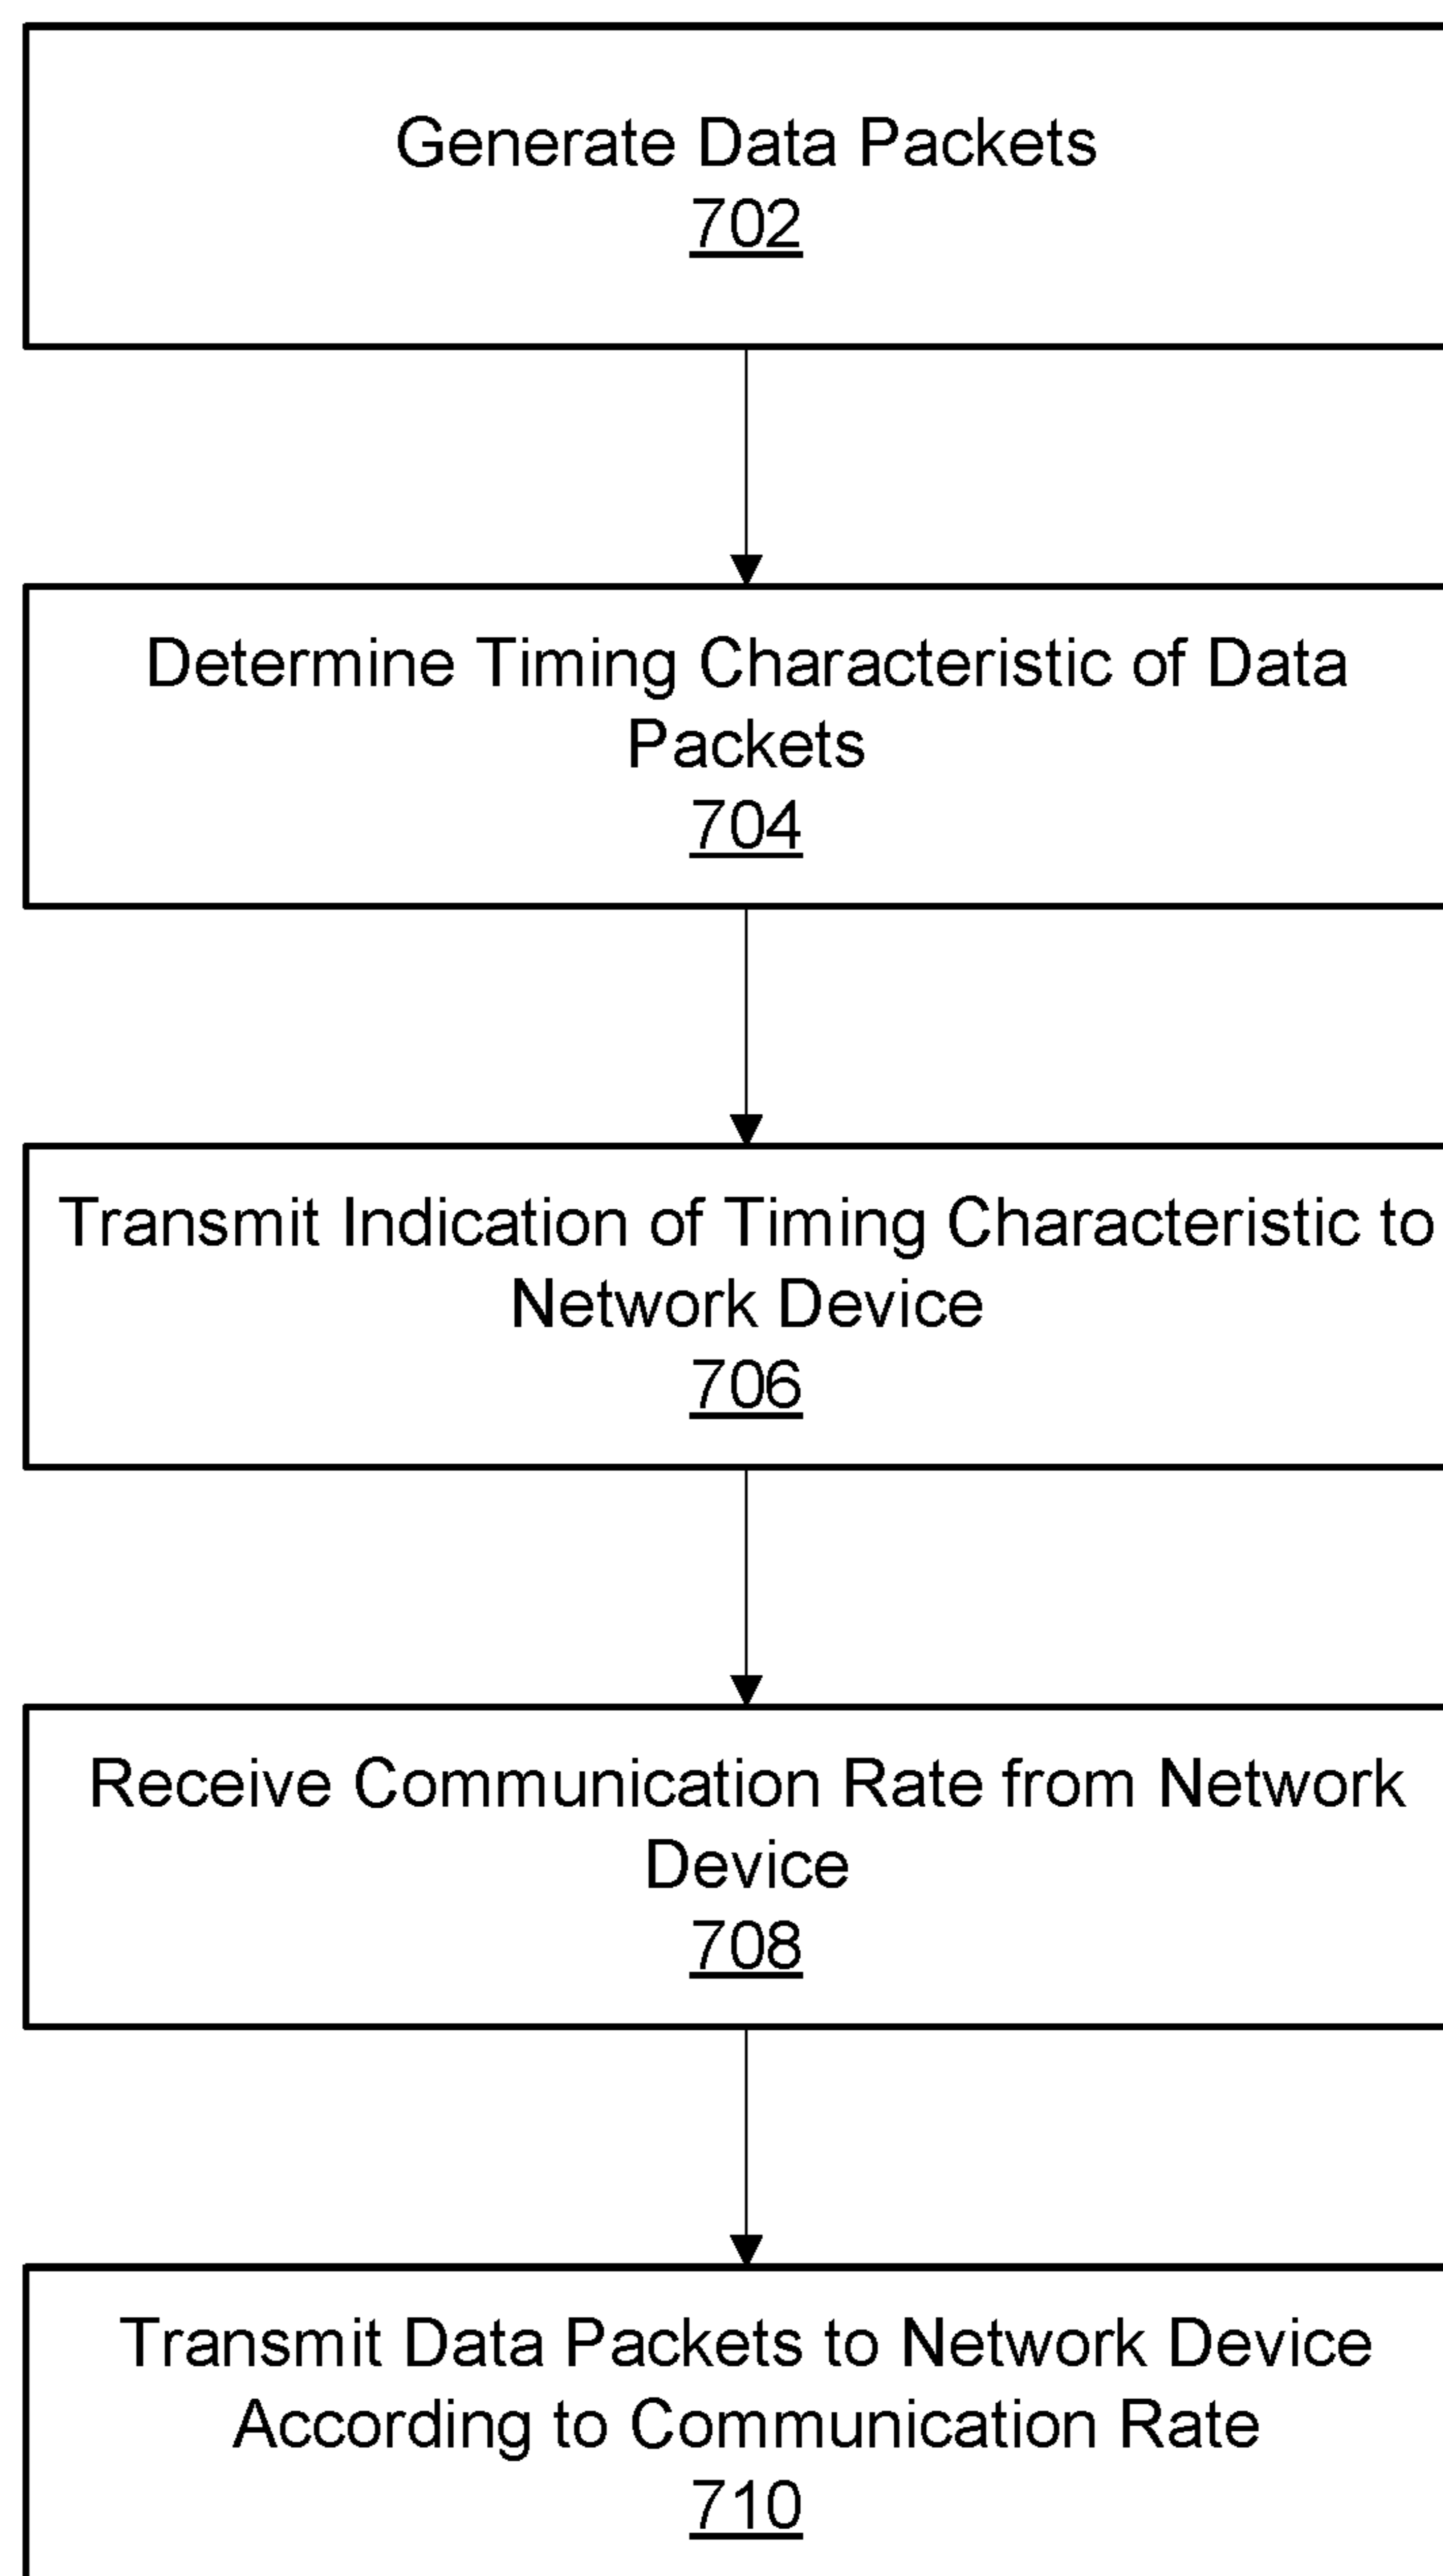 Generate Data Packets
702
Determine Timing Characteristic of Data
Packets
704
Transmit Indication of Timing Characteristic to
Network Device
706
Receive Communication Rate from Network
Device
708
Transmit Data Packets to Network Device
According to Communication Rate
710